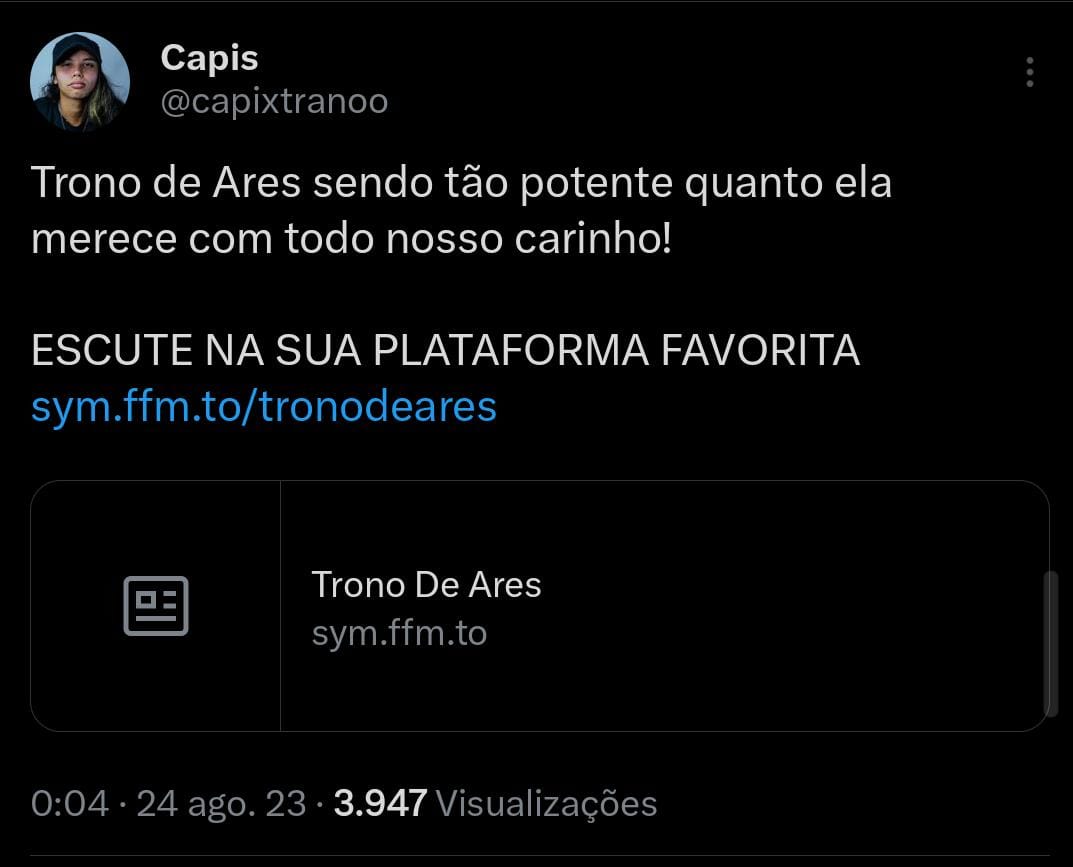 Capis
@capixtranoo
Trono de Ares sendo tão potente quanto ela
merece com todo nosso carinho!
ESCUTE NA SUA PLATAFORMA FAVORITA
sym.ffm.to/tronodeares
Trono De Ares
sym.ffm.to
0:04 · 24 ago. 23 · 3.947 Visualizações